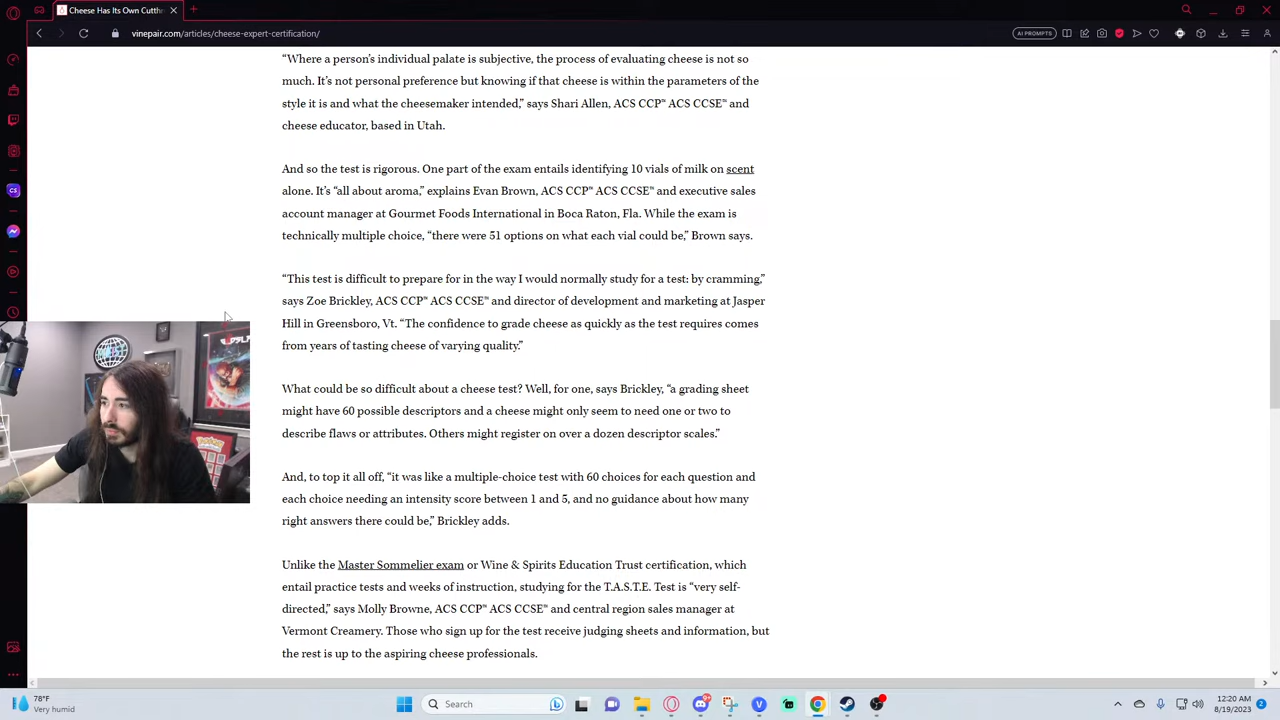 Cheese Has Its Own Cutthr
vinepair.com/articles/cheese-expert-certification/
AI PROMPTS
“Where a person’s individual palate is subjective, the process of evaluating cheese is not so
much. It’s not personal preference but knowing if that cheese is within the parameters of the
style it is and what the cheesemaker intended,” says Shari Allen, ACS CCP™ ACS CCSE™ and
cheese educator, based in Utah.
And so the test is rigorous. One part of the exam entails identifying 10 vials of milk on scent
alone. It’s “all about aroma,” explains Evan Brown, ACS CCP™ ACS CCSE™ and executive sales
account manager at Gourmet Foods International in Boca Raton, Fla. While the exam is
technically multiple choice, “there were 51 options on what each vial could be,” Brown says.
“This test is difficult to prepare for in the way I would normally study for a test: by cramming,”
says Zoe Brickley, ACS CCP™ ACS CCSE™ and director of development and marketing at Jasper
Hill in Greensboro, Vt. “The confidence to grade cheese as quickly as the test requires comes
from years of tasting cheese of varying quality.”
What could be so difficult about a cheese test? Well, for one, says Brickley, “a grading sheet
might have 60 possible descriptors and a cheese might only seem to need one or two to
describe flaws or attributes. Others might register on over a dozen descriptor scales.”
And, to top it all off, “it was like a multiple-choice test with 60 choices for each question and
each choice needing an intensity score between 1 and 5, and no guidance about how many
right answers there could be,” Brickley adds.
Unlike the Master Sommelier exam or Wine & Spirits Education Trust certification, which
entail practice tests and weeks of instruction, studying for the T.A.S.T.E. Test is “very self-
directed,” says Molly Browne, ACS CCP™ ACS CCSE™ and central region sales manager at
Vermont Creamery. Those who sign up for the test receive judging sheets and information, but
the rest is up to the aspiring cheese professionals.
78°F
Very humid
Search
12:20 AM
8/19/2023